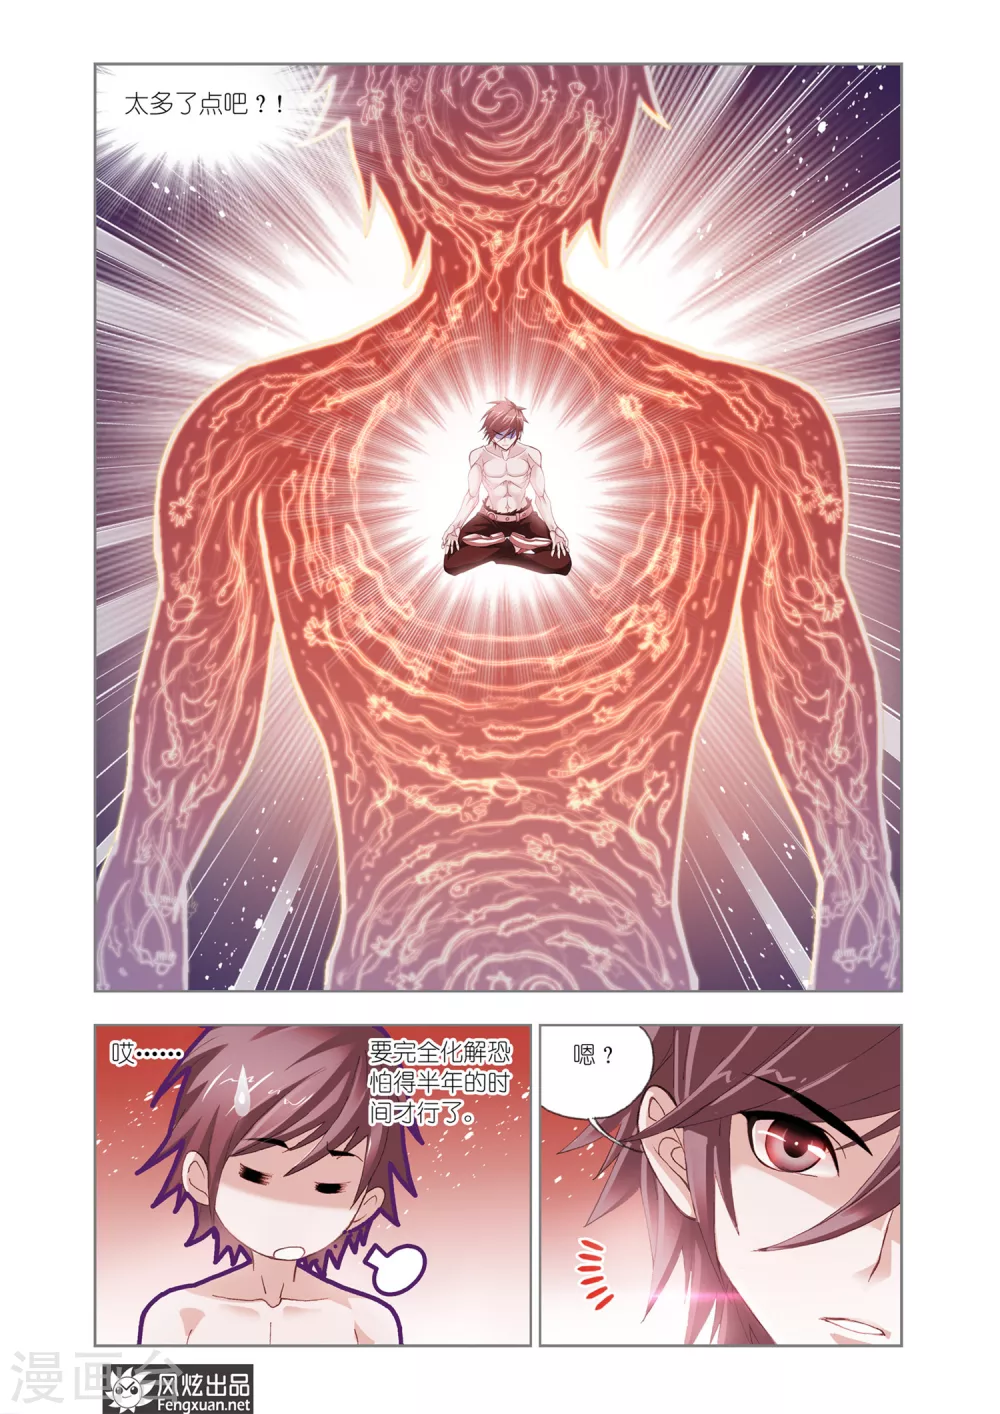 太多了点吧？！
哎……
要完全化解恐
怕得半年的时
间才行了。
嗯？
漫画台
风炫出品
Fengxuan.net